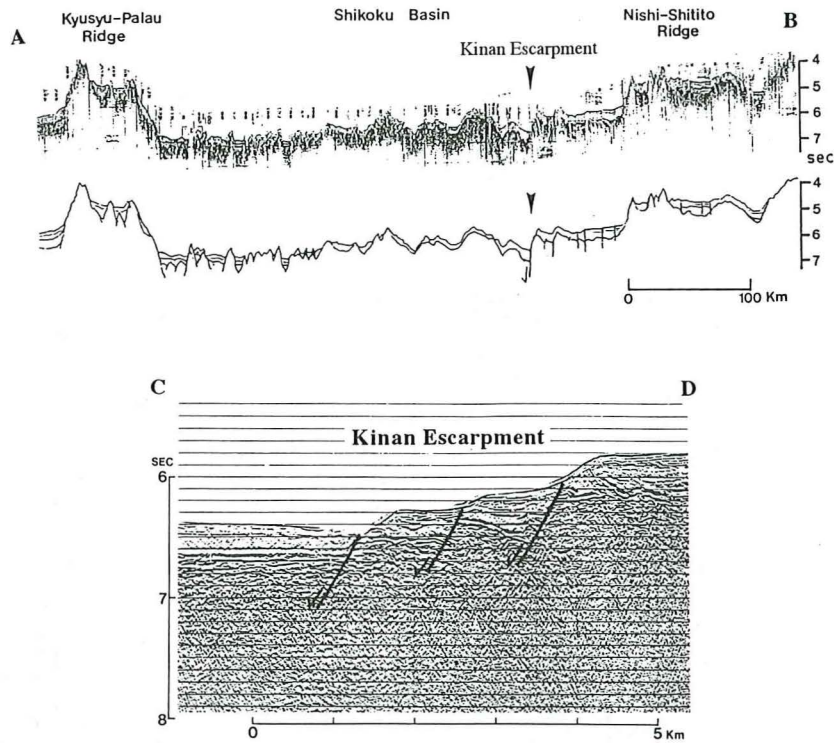 Kyusyu-Palau
Ridge
Shikoku Basin
Nishi-Shitito
Ridge
A
B
Kinan Escarpment
4
5
6
7
sec
4
5
6
7
0
100 Km
C
D
Kinan Escarpment
SEC
6
7
8
0
5 Km